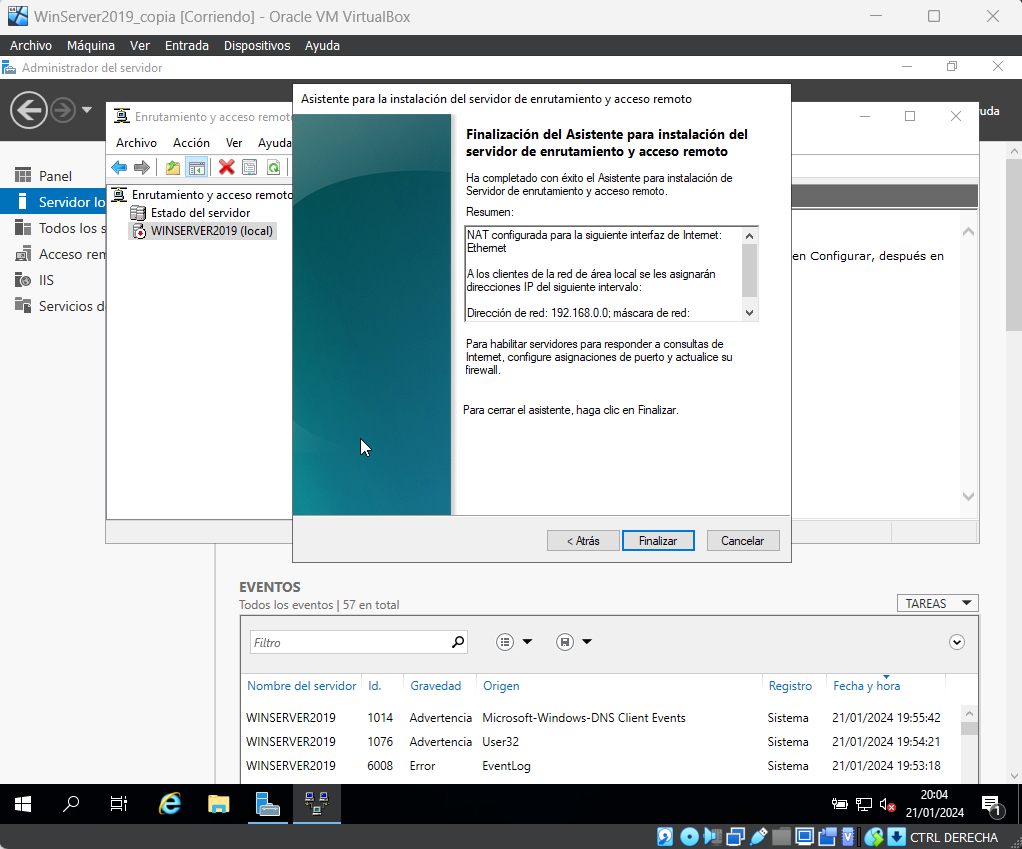 WinServer2019_copia [Corriendo] - Oracle VM VirtualBox
Archivo Máquina Ver Entrada Dispositivos Ayuda
Administrador del servidor
Asistente para la instalación del servidor de enrutamiento y acceso remoto
Enrutamiento y acceso remoto
Archivo Acción Ver Ayuda
Panel
Servidor lo
Todos los s
Acceso rem
IIS
Servicios d
Enrutamiento y acceso remoto
Estado del servidor
WINSERVER2019 (local)
uda
en Configurar, después en
Finalización del Asistente para instalación del
servidor de enrutamiento y acceso remoto
Ha completado con éxito el Asistente para instalación de
Servidor de enrutamiento y acceso remoto.
Resumen:
NAT configurada para la siguiente interfaz de Internet:
Ethernet
A los clientes de la red de área local se les asignarán
direcciones IP del siguiente intervalo:
Dirección de red: 192.168.0.0; máscara de red:
Para habilitar servidores para responder a consultas de
Internet, configure asignaciones de puerto y actualice su
firewall.
Para cerrar el asistente, haga clic en Finalizar.
< Atrás Finalizar Cancelar
EVENTOS
Todos los eventos | 57 en total
TAREAS
Filtro
Nombre del servidor Id. Gravedad Origen Registro Fecha y hora
WINSERVER2019 1014 Advertencia Microsoft-Windows-DNS Client Events Sistema 21/01/2024 19:55:42
WINSERVER2019 1076 Advertencia User32 Sistema 21/01/2024 19:54:21
WINSERVER2019 6008 Error EventLog Sistema 21/01/2024 19:53:18
20:04
21/01/2024
1
CTRL DERECHA